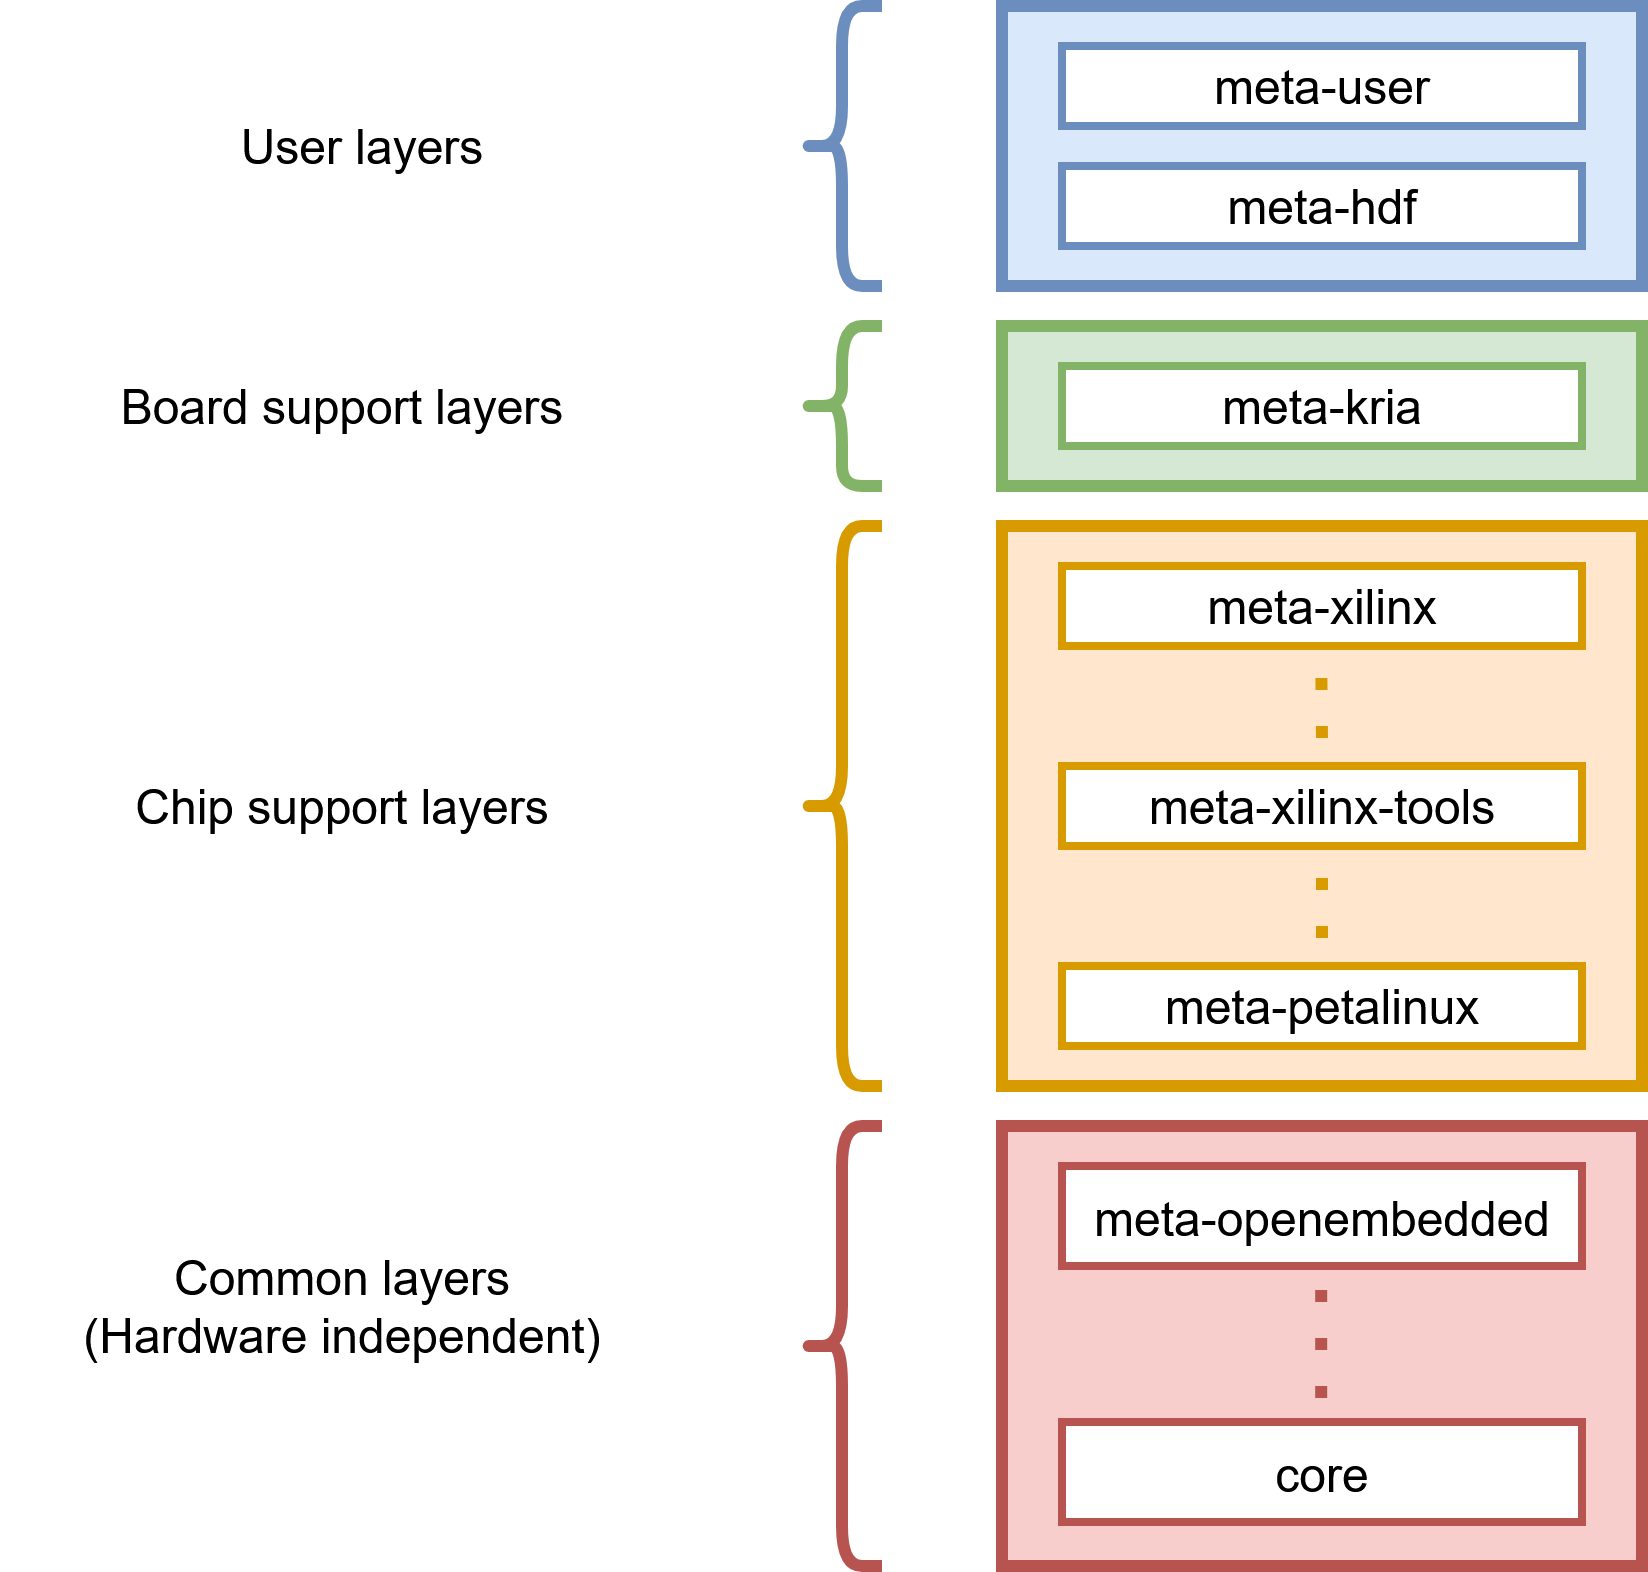 User layers
meta-user
meta-hdf
Board support layers
meta-kria
Chip support layers
meta-xilinx
meta-xilinx-tools
meta-petalinux
Common layers
(Hardware independent)
meta-openembedded
core